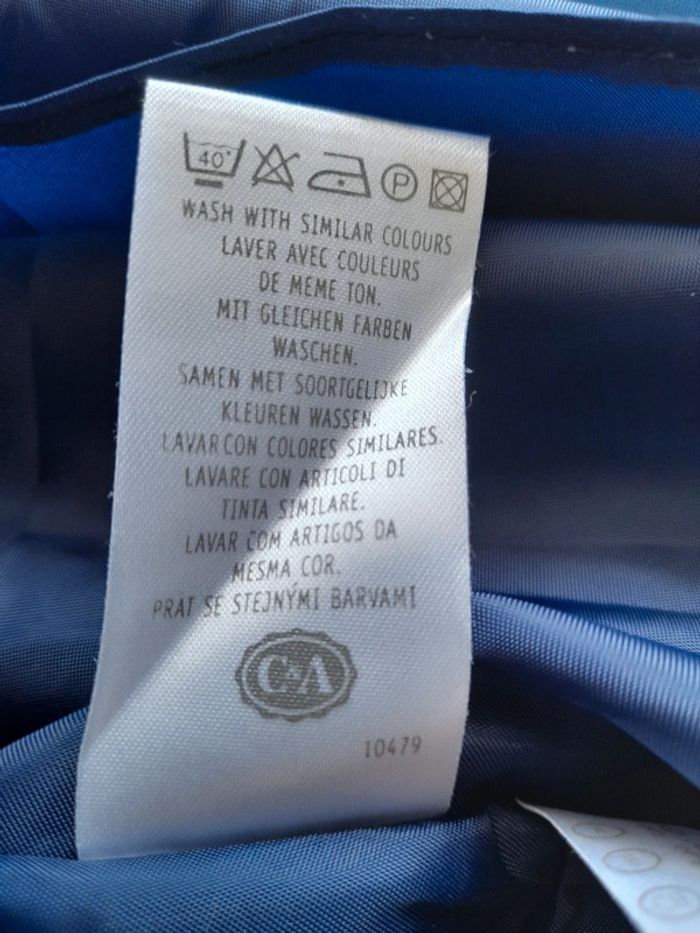 40°
P
WASH WITH SIMILAR COLOURS
LAVER AVEC COULEURS
DE MEME TON.
MIT GLEICHEN FARBEN
WASCHEN.
SAMEN MET SOORTGELIJKE
KLEUREN WASSEN.
LAVAR CON COLORES SIMILARES.
LAVARE CON ARTICOLI DI
TINTA SIMILARE.
LAVAR COM ARTIGOS DA
MESMA COR.
PRAT SE STEJNÝMI BARVAMI
C&A
10479